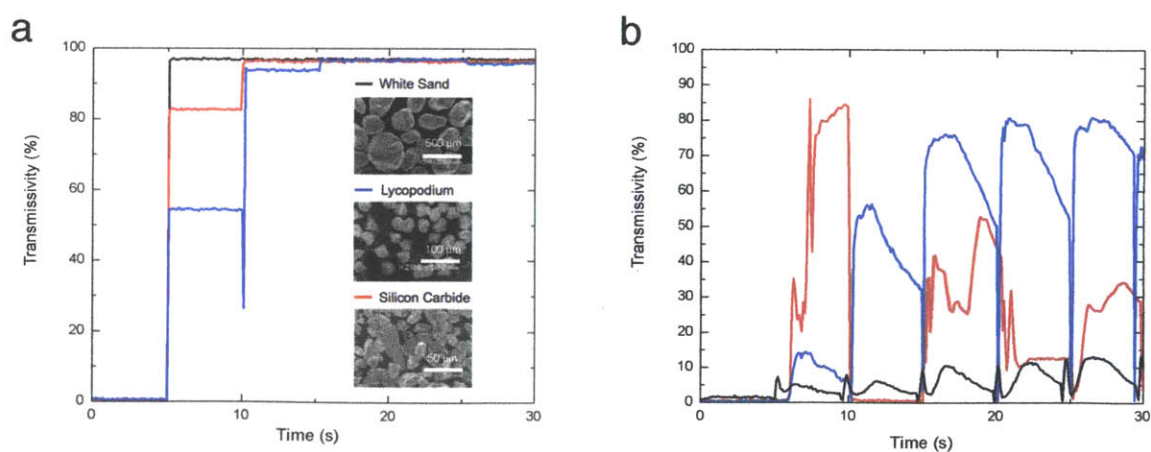 a
100
80
60
40
20
0
Transmissivity (%)
0 10 20 30
Time (s)
White Sand
500 µm
Lycopodium
100 µm
Silicon Carbide
50 µm
b
100
90
80
70
60
50
40
30
20
10
0
Transmissivity (%)
0 10 20 30
Time (s)